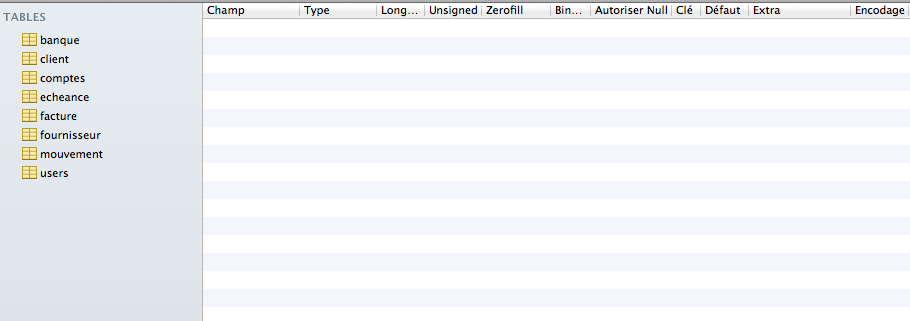 TABLES
banque
client
comptes
echeance
facture
fournisseur
mouvement
users
Champ Type Long... Unsigned Zerofill Bin... Autoriser Null Clé Défaut Extra Encodage